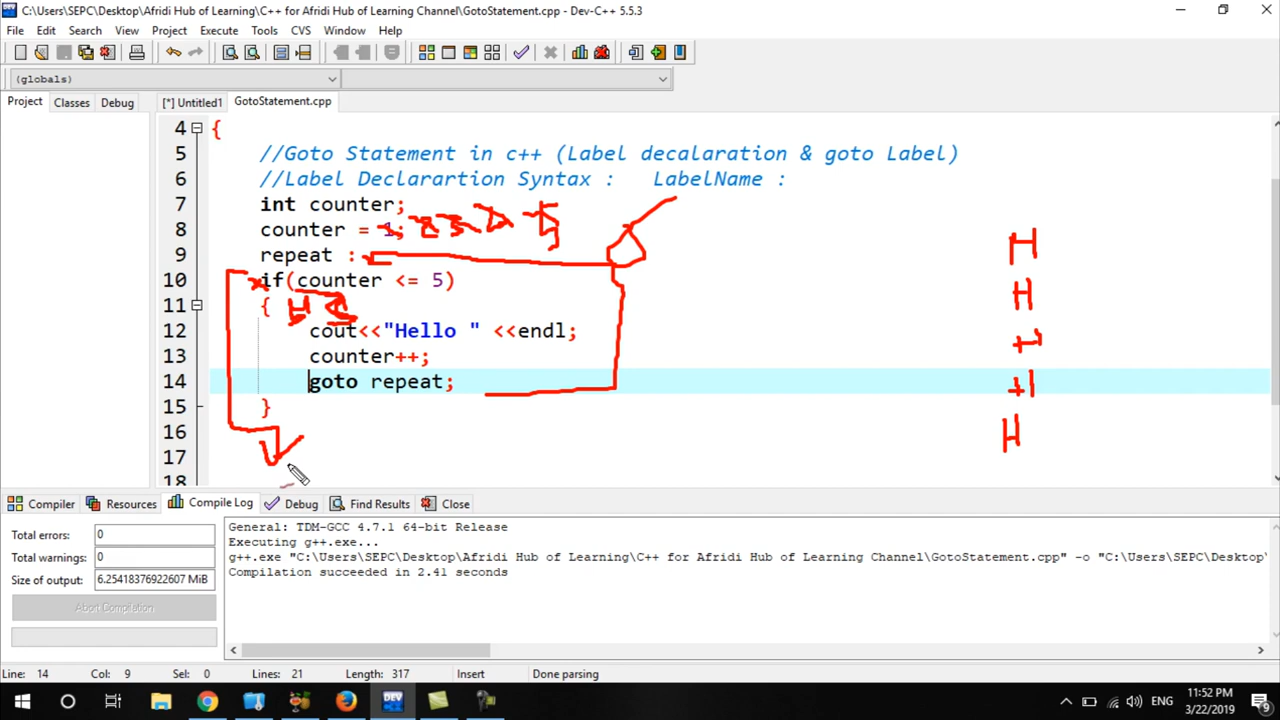 C:\Users\SEPC\Desktop\Afridi Hub of Learning\C++ for Afridi Hub of Learning Channel\GotoStatement.cpp - Dev-C++ 5.5.3
File Edit Search View Project Execute Tools CVS Window Help
(globals)
Project Classes Debug [*] Untitled1 GotoStatement.cpp
4 {
5 //Goto Statement in c++ (Label decalaration & goto Label)
6 //Label Declarartion Syntax : LabelName :
7 int counter;
8 counter = 1; 2 3 5
9 repeat :
10 if(counter <= 5)
11 {
12 cout<<"Hello " <<endl;
13 counter++;
14 goto repeat;
15 }
16
17
18
H
H
H
H
H
Compiler Resources Compile Log Debug Find Results Close
Total errors: 0
Total warnings: 0
Size of output: 6.25418376922607 MiB
Abort Compilation
General: TDM-GCC 4.7.1 64-bit Release
Executing g++.exe...
g++.exe "C:\Users\SEPC\Desktop\Afridi Hub of Learning\C++ for Afridi Hub of Learning Channel\GotoStatement.cpp" -o "C:\Users\SEPC\Desktop
Compilation succeeded in 2.41 seconds
Line: 14 Col: 9 Sel: 0 Lines: 21 Length: 317 Insert Done parsing
DEV
ENG
11:52 PM
3/22/2019
9